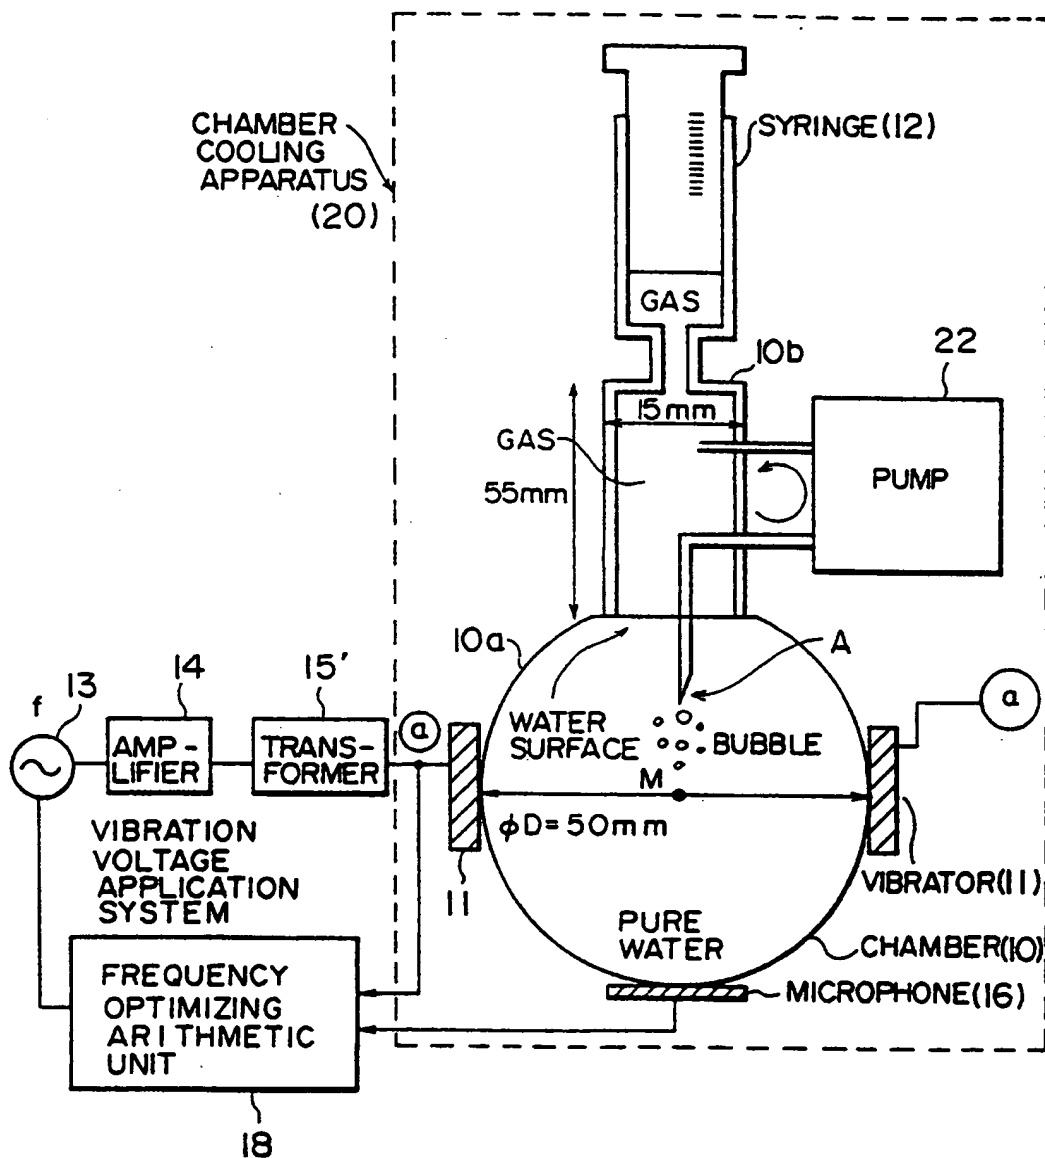 CHAMBER
COOLING
APPARATUS
(20)
SYRINGE(12)
GAS
10b
22
15mm
GAS
55mm
PUMP
10a
A
f
13
14
15'
a
a
AMP-
LIFIER
TRANS-
FORMER
WATER
SURFACE
BUBBLE
M
φD=50mm
VIBRATION
VOLTAGE
APPLICATION
SYSTEM
11
VIBRATOR(11)
PURE
WATER
CHAMBER(10)
MICROPHONE(16)
FREQUENCY
OPTIMIZING
ARITHMETIC
UNIT
18